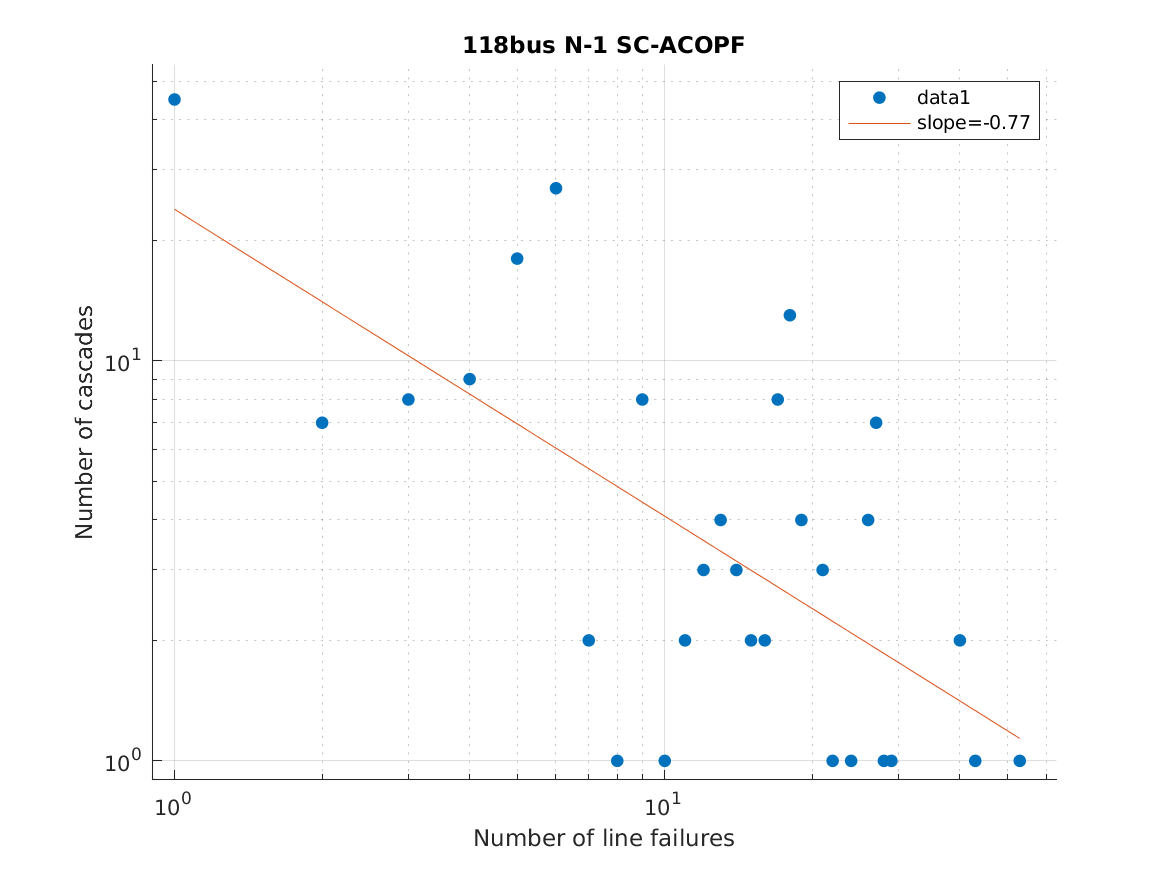 118bus N-1 SC-ACOPF
data1
slope=-0.77
Number of cascades
10^1
10^0
10^0
10^1
Number of line failures